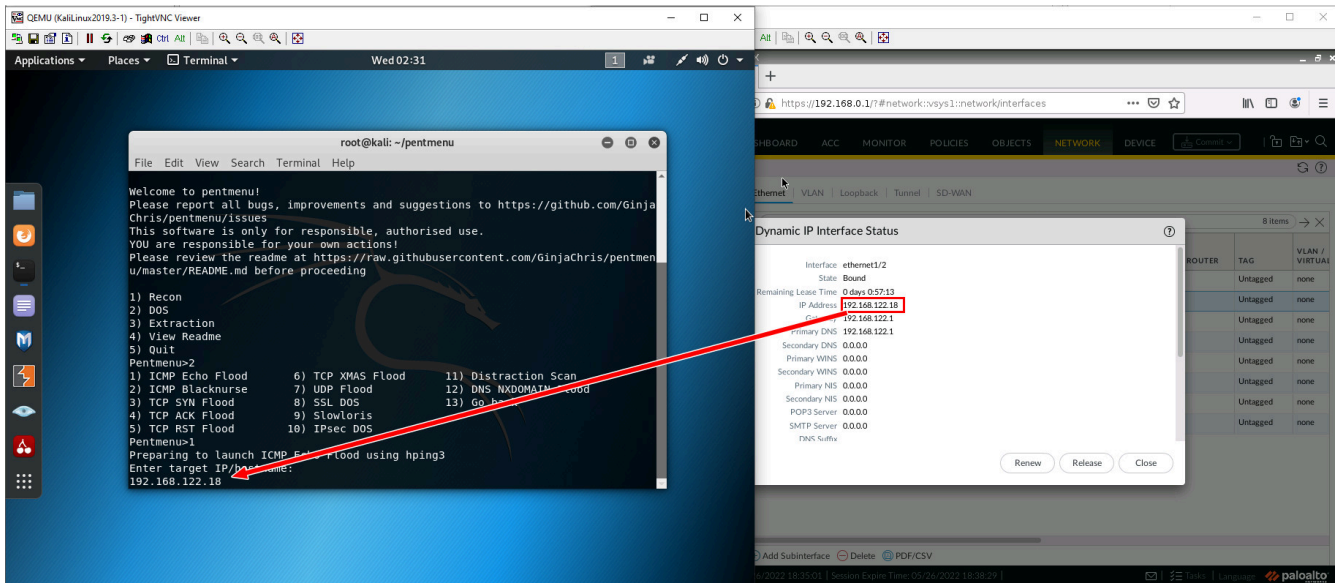 QEMU (KaliLinux2019.3-1) - TightVNC Viewer
Ctrl Alt
Applications Places Terminal Wed 02:31 1
root@kali: ~/pentmenu
File Edit View Search Terminal Help
Welcome to pentmenu!
Please report all bugs, improvements and suggestions to https://github.com/Ginja
Chris/pentmenu/issues
This software is only for responsible, authorised use.
YOU are responsible for your own actions!
Please review the readme at https://raw.githubusercontent.com/GinjaChris/pentmen
u/master/README.md before proceeding
1) Recon
2) DOS
3) Extraction
4) View Readme
5) Quit
Pentmenu>2
1) ICMP Echo Flood 6) TCP XMAS Flood 11) Distraction Scan
2) ICMP Blacknurse 7) UDP Flood 12) DNS NXDOMAIN Flood
3) TCP SYN Flood 8) SSL DOS 13) Go back
4) TCP ACK Flood 9) Slowloris
5) TCP RST Flood 10) IPsec DOS
Pentmenu>1
Preparing to launch ICMP Echo Flood using hping3
Enter target IP/hostname:
192.168.122.18
Alt
https://192.168.0.1/?#network::vsys1::network/interfaces
SHBOARD ACC MONITOR POLICIES OBJECTS NETWORK DEVICE Commit
Ethernet VLAN Loopback Tunnel SD-WAN
8 items
ROUTER TAG VLAN / VIRTUAL
Untagged none
Untagged none
Untagged none
Untagged none
Untagged none
Untagged none
Untagged none
Untagged none
Dynamic IP Interface Status
Interface ethernet1/2
State Bound
Remaining Lease Time 0 days 0:57:13
IP Address 192.168.122.18
Gateway 192.168.122.1
Primary DNS 192.168.122.1
Secondary DNS 0.0.0.0
Primary WINS 0.0.0.0
Secondary WINS 0.0.0.0
Primary NIS 0.0.0.0
Secondary NIS 0.0.0.0
POP3 Server 0.0.0.0
SMTP Server 0.0.0.0
DNS Suffix
Renew Release Close
Add Subinterface Delete PDF/CSV
6/2022 18:35:01 | Session Expire Time: 05/26/2022 18:38:29 | Tasks | Language paloalto